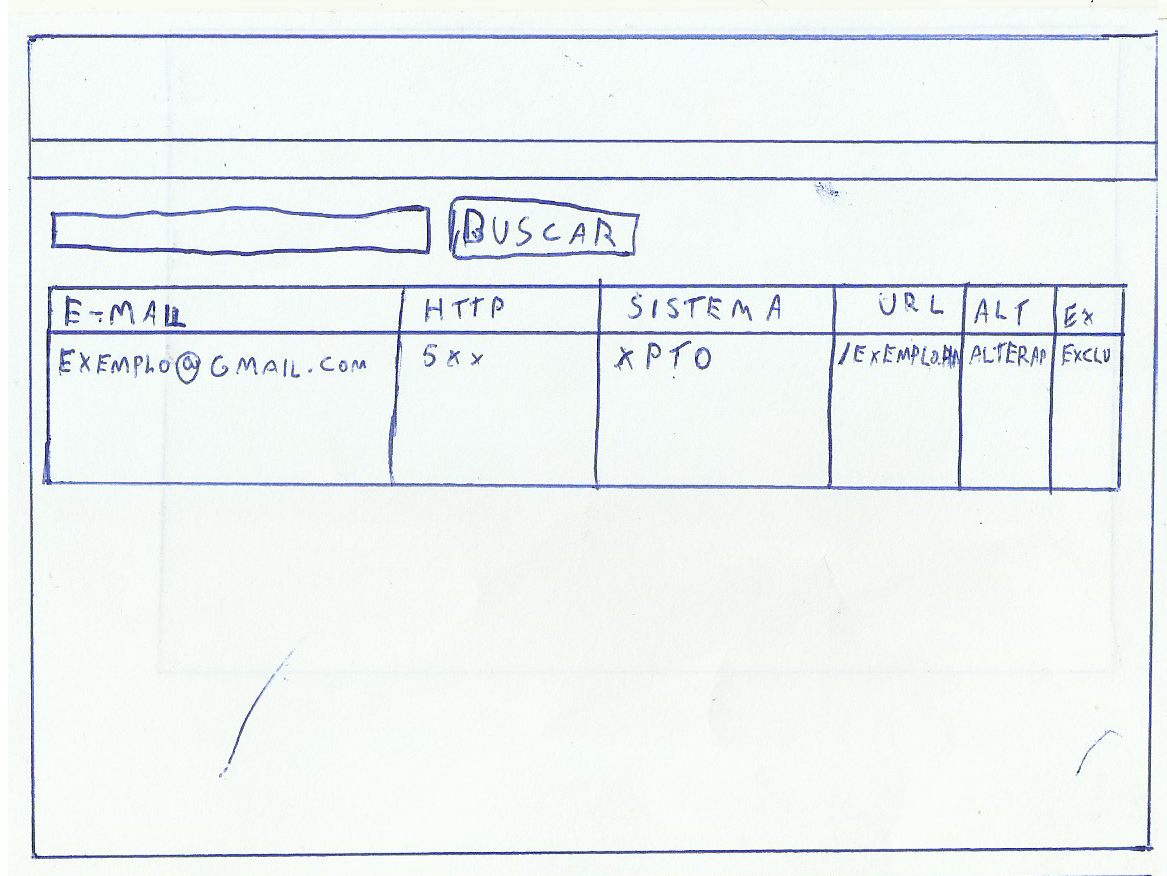 BUSCAR
E-MAIL HTTP SISTEMA URL ALT EX
EXEMPLO@GMAIL.COM 5xx XPTO ALTERAR EXCLU